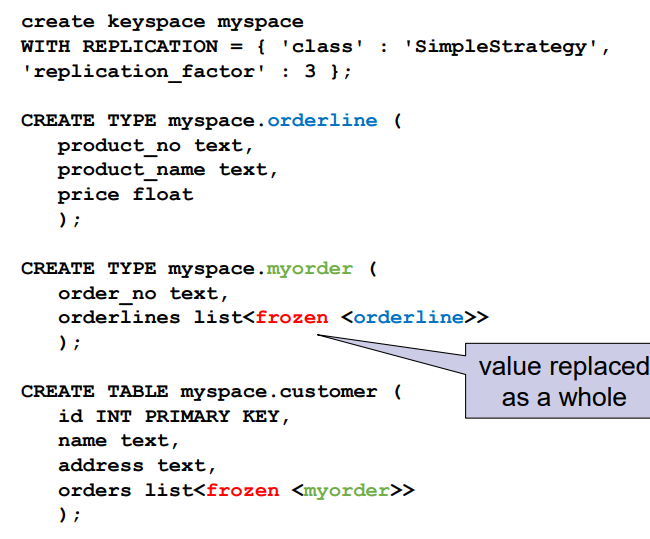 create keyspace myspace
WITH REPLICATION = { 'class' : 'SimpleStrategy',
'replication_factor' : 3 };
CREATE TYPE myspace.orderline (
product_no text,
product_name text,
price float
);
CREATE TYPE myspace.myorder (
order_no text,
orderlines list<frozen <orderline>>
);
value replaced
as a whole
CREATE TABLE myspace.customer (
id INT PRIMARY KEY,
name text,
address text,
orders list<frozen <myorder>>
);